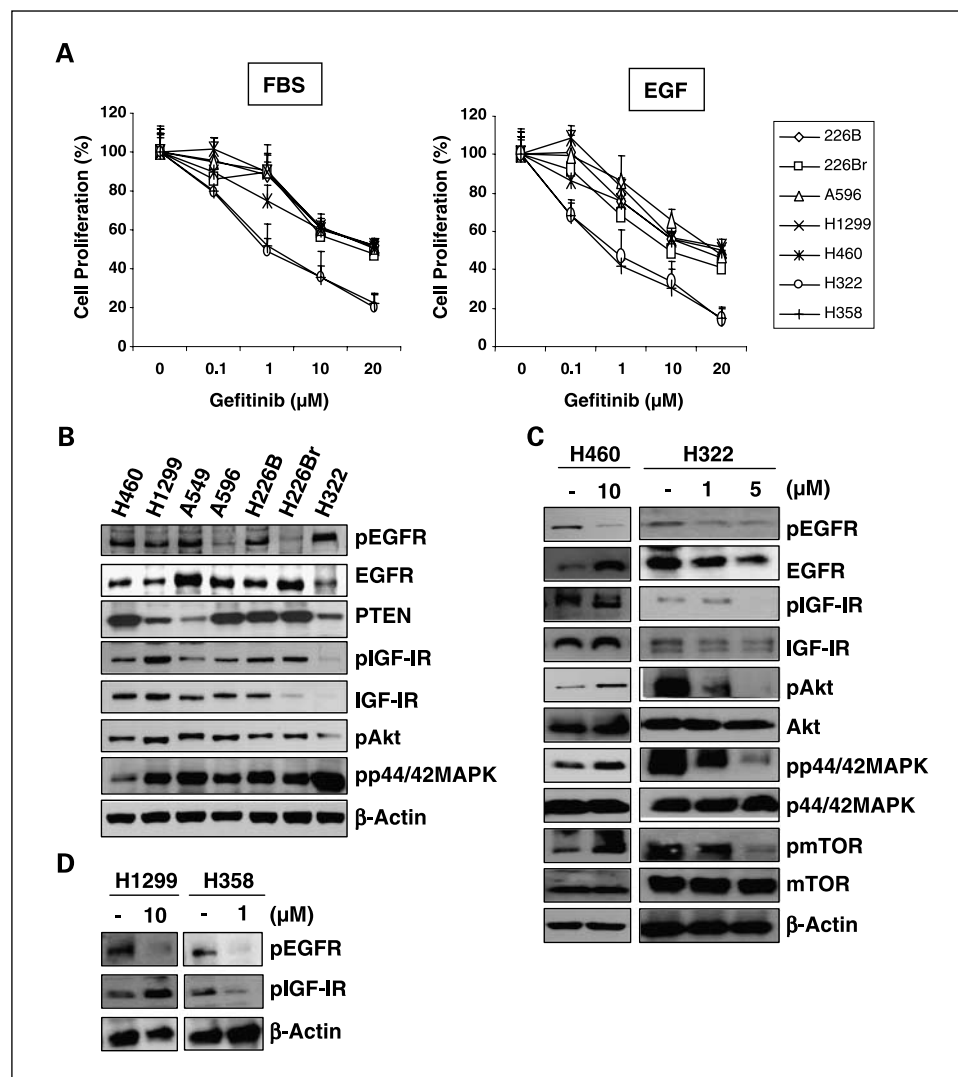 A
FBS
EGF
Cell Proliferation (%)
120
100
80
60
40
20
0
0 0.1 1 10 20
Gefitinib (µM)
Cell Proliferation (%)
120
100
80
60
40
20
0
0 0.1 1 10 20
Gefitinib (µM)
226B
226Br
A596
H1299
H460
H322
H358
B
H460 H1299 A549 A596 H226B H226Br H322
pEGFR
EGFR
PTEN
pIGF-IR
IGF-IR
pAkt
pp44/42MAPK
β-Actin
C
H460 H322
- 10 - 1 5 (µM)
pEGFR
EGFR
pIGF-IR
IGF-IR
pAkt
Akt
pp44/42MAPK
p44/42MAPK
pmTOR
mTOR
β-Actin
D
H1299 H358
- 10 - 1 (µM)
pEGFR
pIGF-IR
β-Actin